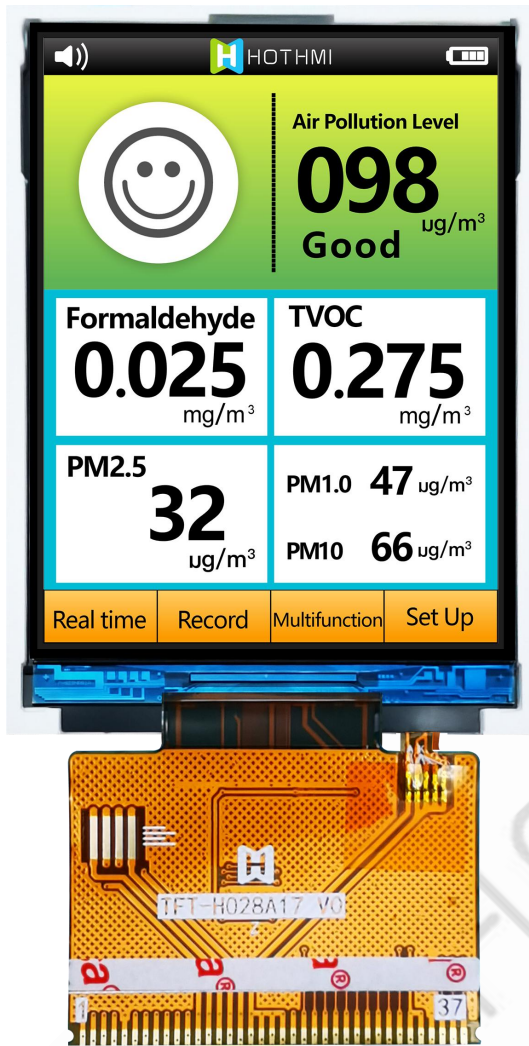 HOTHMI
Air Pollution Level
098
µg/m³
Good
Formaldehyde
0.025
mg/m³
TVOC
0.275
mg/m³
PM2.5
32
µg/m³
PM1.0 47 µg/m³
PM10 66 µg/m³
Real time Record Multifunction Set Up
TFT-H028A17 V0
a® a® a® ®
1 37